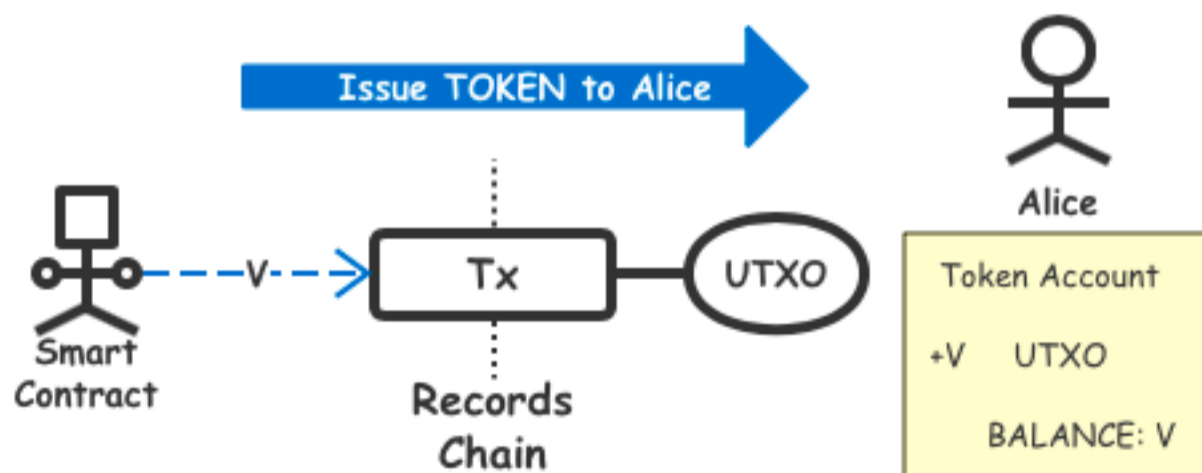 Issue TOKEN to Alice
Alice
Smart
Contract
V
Tx
UTXO
Records
Chain
Token Account
+V UTXO
BALANCE: V